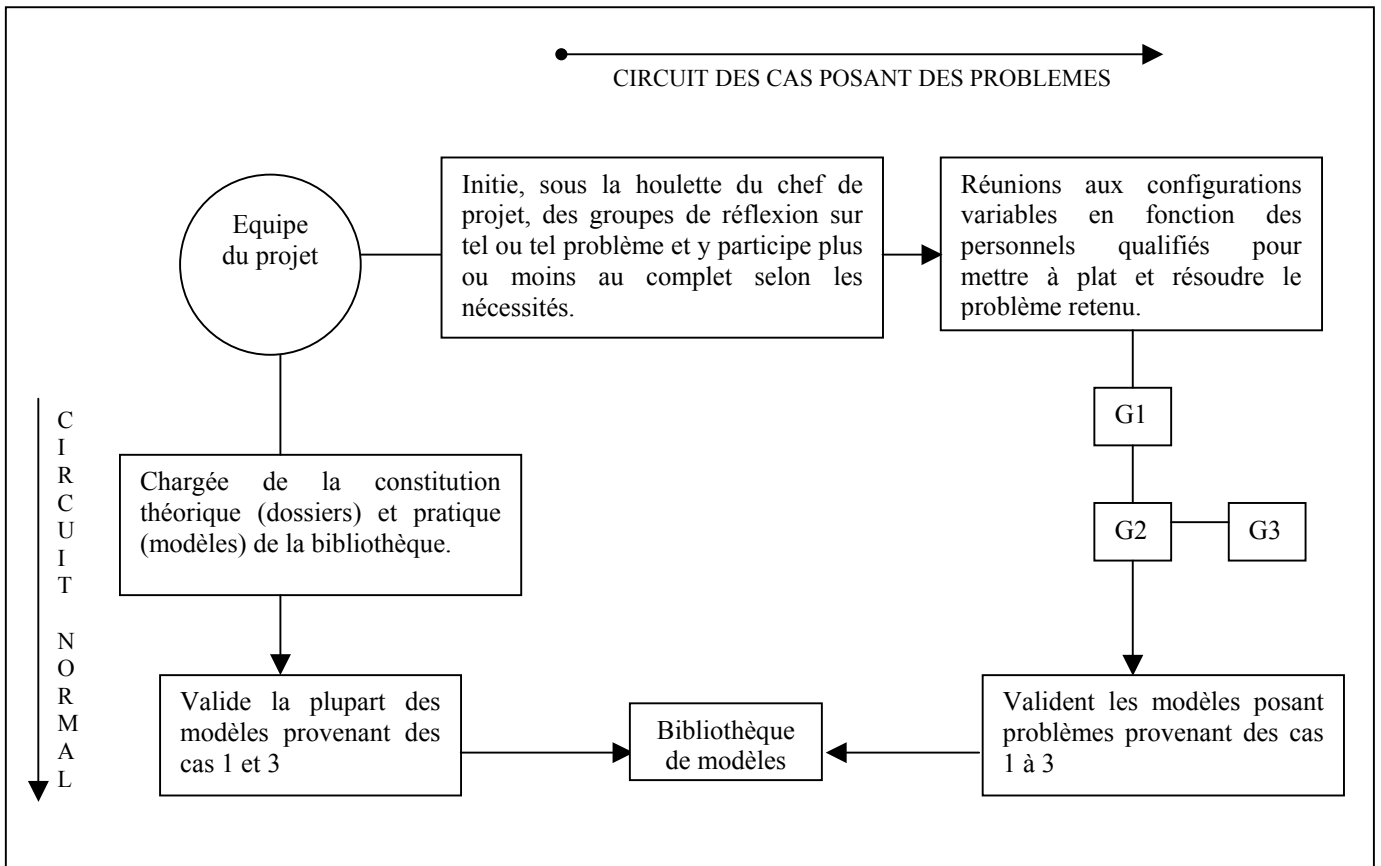 CIRCUIT DES CAS POSANT DES PROBLEMES
Equipe
du projet
Initie, sous la houlette du chef de
projet, des groupes de réflexion sur
tel ou tel problème et y participe plus
ou moins au complet selon les
nécessités.
Réunions aux configurations
variables en fonction des
personnels qualifiés pour
mettre à plat et résoudre le
problème retenu.
G1
G2
G3
CIRCUIT NORMAL
Chargée de la constitution
théorique (dossiers) et pratique
(modèles) de la bibliothèque.
Valide la plupart des
modèles provenant des
cas 1 et 3
Bibliothèque
de modèles
Valident les modèles posant
problèmes provenant des cas
1 à 3